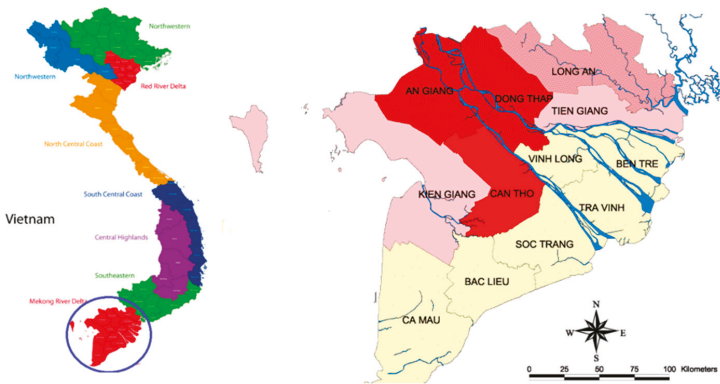 Northwestern
Northwestern
Red River Delta
North Central Coast
South Central Coast
Vietnam
Central Highlands
Southeastern
Mekong River Delta
LONG AN
AN GIANG
DONG THAP
TIEN GIANG
VINH LONG
BEN TRE
KIEN GIANG
CAN THO
TRA VINH
SOC TRANG
BAC LIEU
CA MAU
N
W E
S
0 25 50 75 100 Kilometers